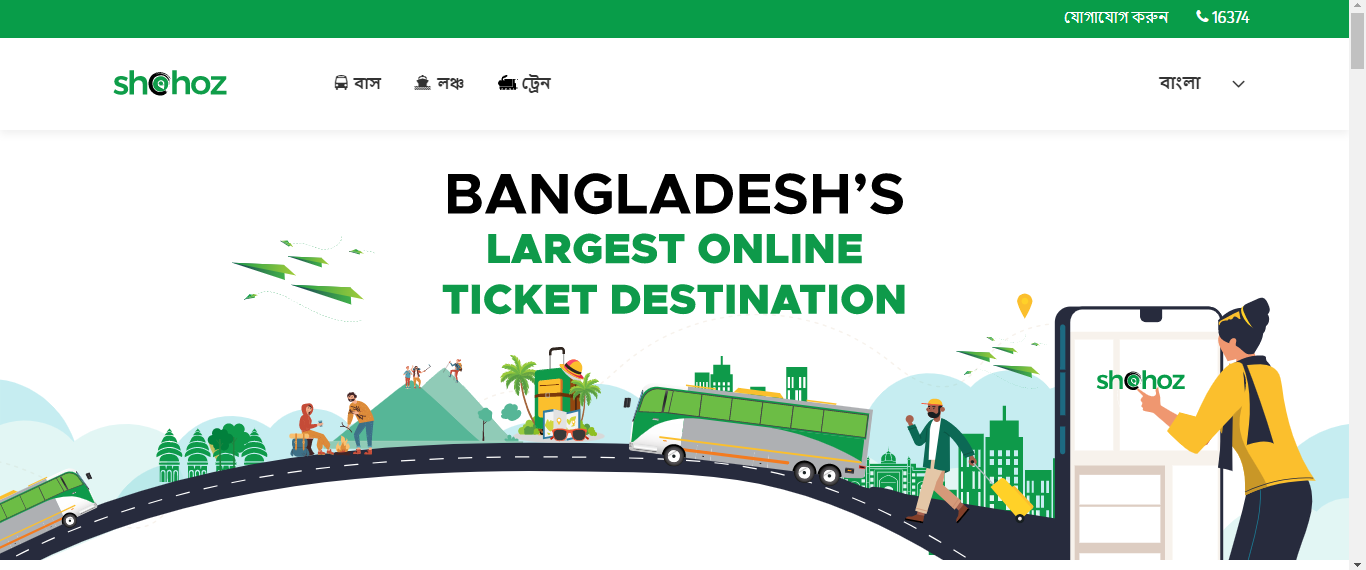 যোগাযোগ করুন 16374
shohoz বাস লঞ্চ ট্রেন বাংলা
BANGLADESH’S
LARGEST ONLINE
TICKET DESTINATION
shohoz